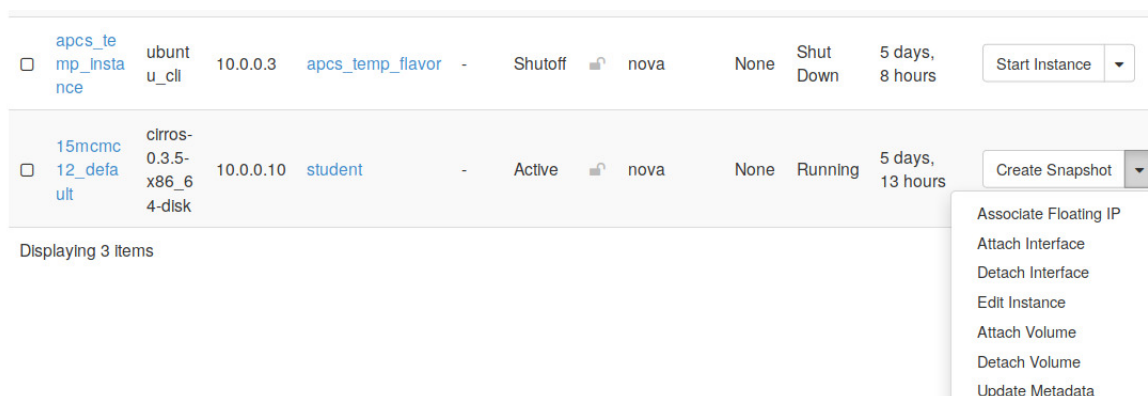 apcs_te
mp_insta
nce
ubunt
u_cli
10.0.0.3
apcs_temp_flavor
-
Shutoff
nova
None
Shut
Down
5 days,
8 hours
Start Instance
15mcmc
12_defa
ult
cirros-
0.3.5-
x86_6
4-disk
10.0.0.10
student
-
Active
nova
None
Running
5 days,
13 hours
Create Snapshot
Associate Floating IP
Attach Interface
Detach Interface
Edit Instance
Attach Volume
Detach Volume
Update Metadata
Displaying 3 items